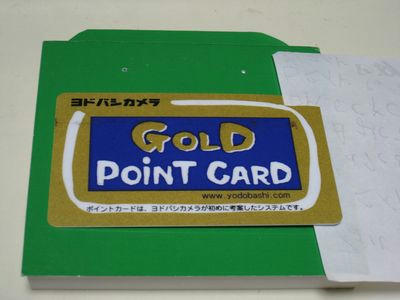 ヨドバシカメラ
GOLD
POINT CARD
www.yodobashi.com
ポイントカードは、ヨドバシカメラが初めに考案したシステムです。